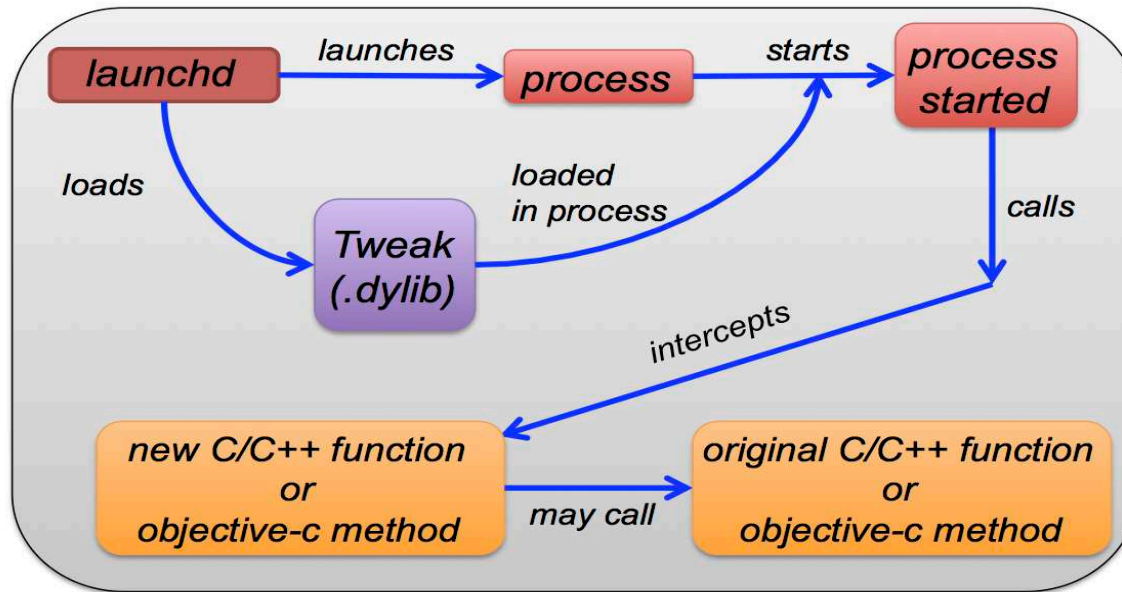 launchd
launches
process
starts
process
started
loads
Tweak
(.dylib)
loaded
in process
calls
intercepts
new C/C++ function
or
objective-c method
may call
original C/C++ function
or
objective-c method